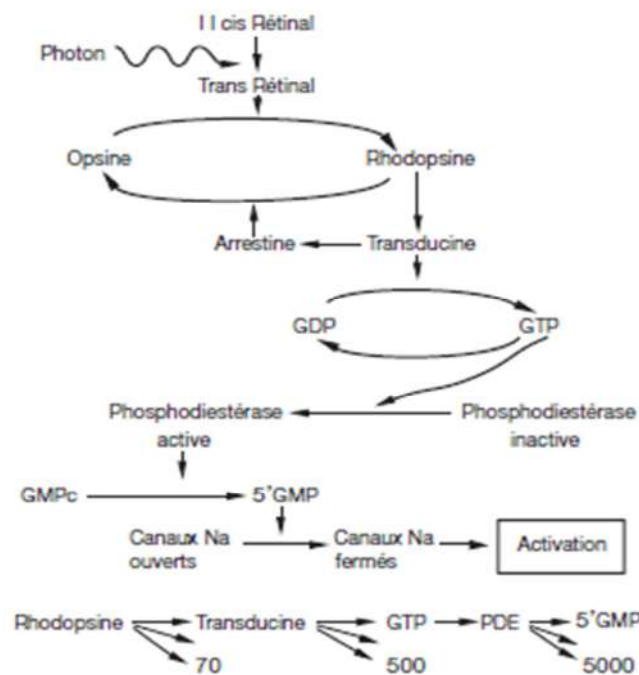 11 cis Rétinal
Photon
Trans Rétinal
Opsine
Rhodopsine
Arrestine
Transducine
GDP
GTP
Phosphodiestérase
active
Phosphodiestérase
inactive
GMPc
5'GMP
Canaux Na
ouverts
Canaux Na
fermés
Activation
Rhodopsine
Transducine
GTP
PDE
5'GMP
70
500
5000